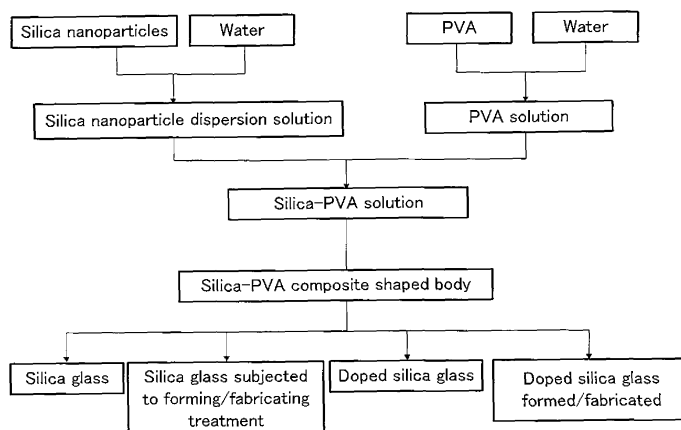 Silica nanoparticles
Water
PVA
Water
Silica nanoparticle dispersion solution
PVA solution
Silica-PVA solution
Silica-PVA composite shaped body
Silica glass
Silica glass subjected
to forming/fabricating
treatment
Doped silica glass
Doped silica glass
formed/fabricated